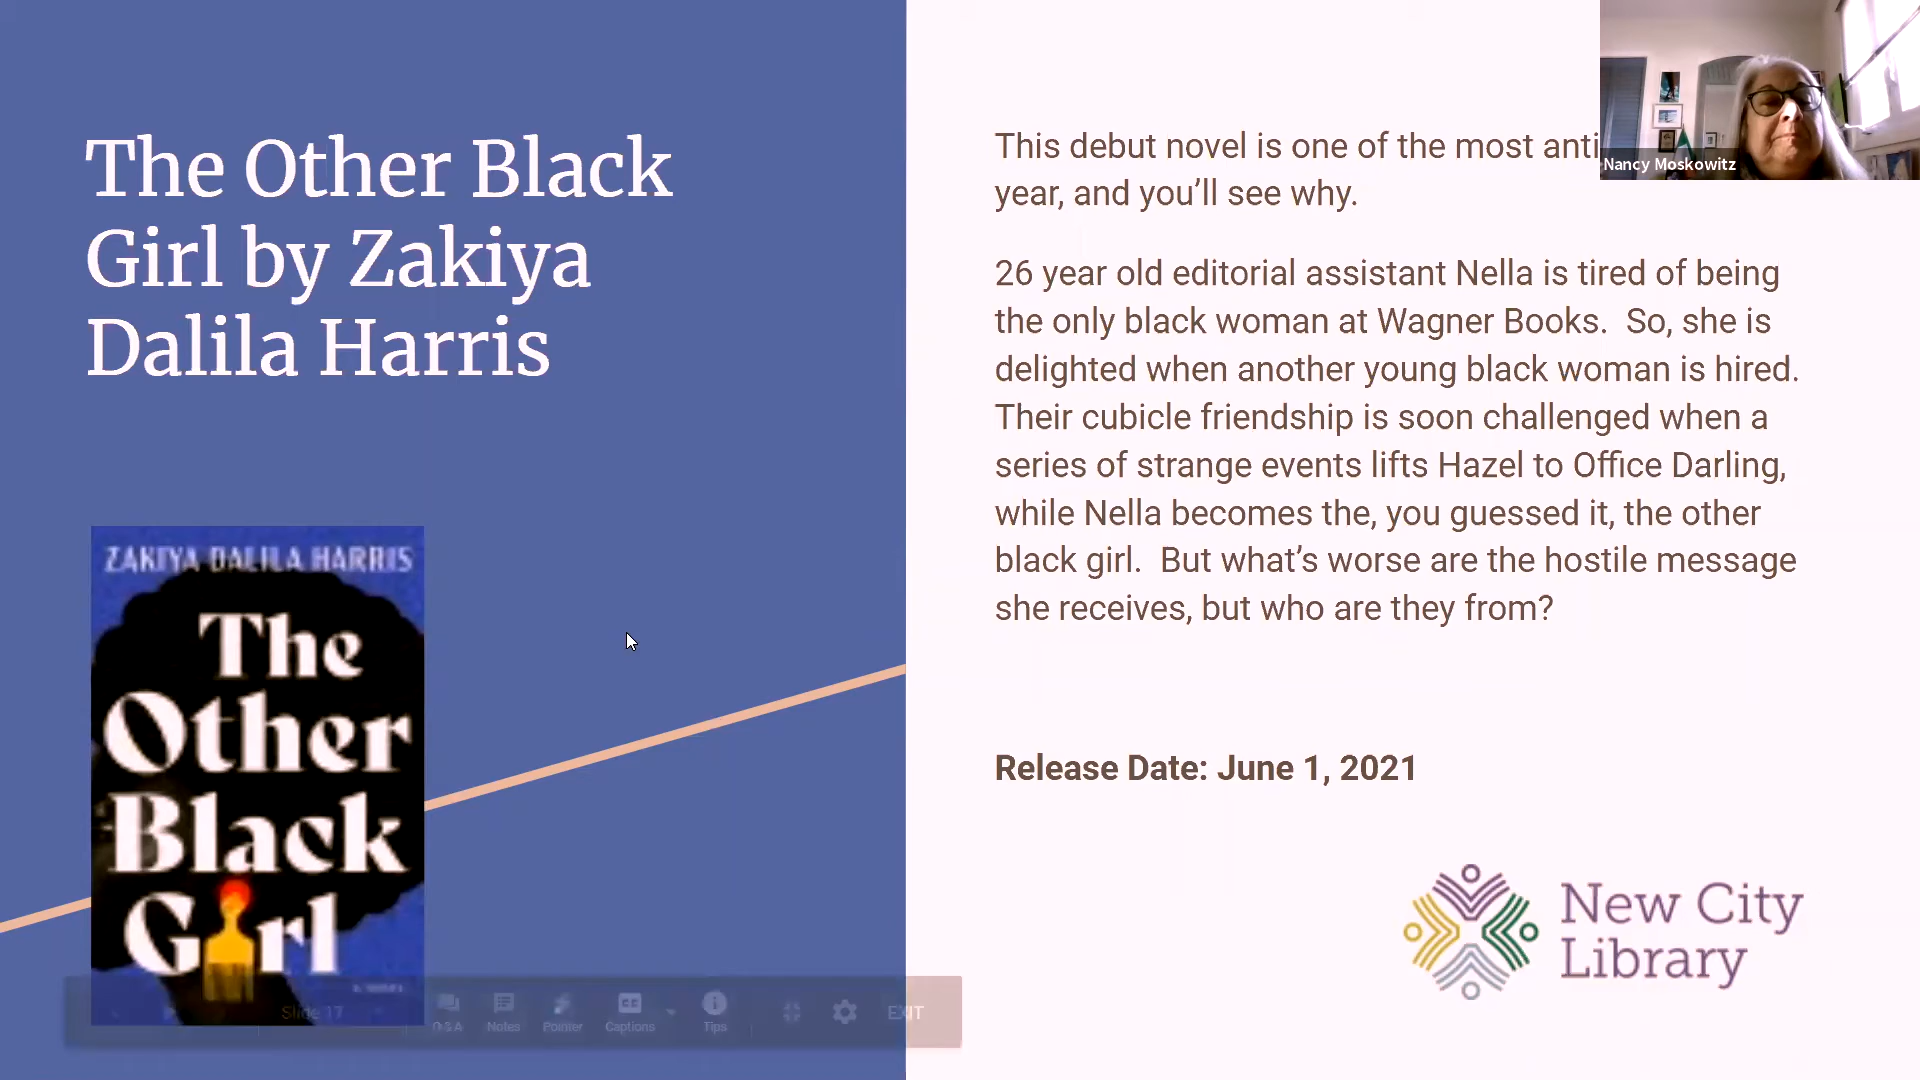 The Other Black
Girl by Zakiya
Dalila Harris
ZAKIYA DALILA HARRIS
The
Other
Black
Girl
This debut novel is one of the most anti
year, and you’ll see why.
26 year old editorial assistant Nella is tired of being
the only black woman at Wagner Books.  So, she is
delighted when another young black woman is hired.
Their cubicle friendship is soon challenged when a
series of strange events lifts Hazel to Office Darling,
while Nella becomes the, you guessed it, the other
black girl.  But what’s worse are the hostile message
she receives, but who are they from?
Release Date: June 1, 2021
New City
Library
Nancy Moskowitz
Slide 17
Q&A Notes Pointer Captions Tips EXIT
CC